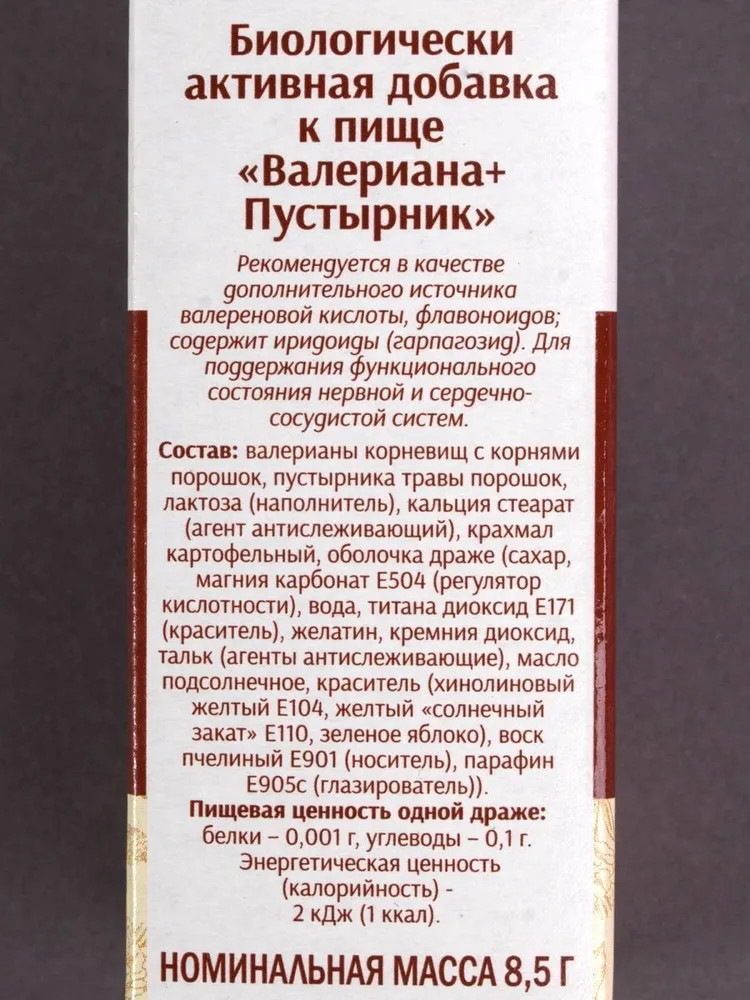 Биологически
активная добавка
к пище
«Валериана+
Пустырник»
Рекомендуется в качестве
дополнительного источника
валереновой кислоты, флавоноидов;
содержит иридоиды (гарпагозид). Для
поддержания функционального
состояния нервной и сердечно-
сосудистой систем.
Состав: валерианы корневищ с корнями
порошок, пустырника травы порошок,
лактоза (наполнитель), кальция стеарат
(агент антислеживающий), крахмал
картофельный, оболочка драже (сахар,
магния карбонат Е504 (регулятор
кислотности), вода, титана диоксид Е171
(краситель), желатин, кремния диоксид,
тальк (агенты антислеживающие), масло
подсолнечное, краситель (хинолиновый
желтый Е104, желтый «солнечный
закат» Е110, зеленое яблоко), воск
пчелиный Е901 (носитель), парафин
Е905с (глазирователь)).
Пищевая ценность одной драже:
белки – 0,001 г, углеводы – 0,1 г.
Энергетическая ценность
(калорийность) -
2 кДж (1 ккал).
НОМИНАЛЬНАЯ МАССА 8,5 Г